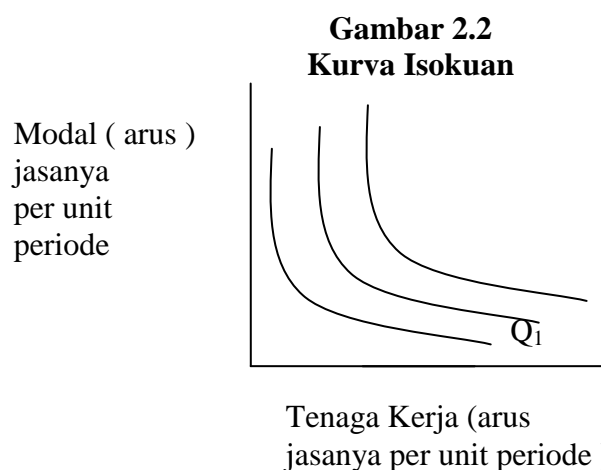 Gambar 2.2
Kurva Isokuan
Modal ( arus )
jasanya
per unit
periode
Q₁
Tenaga Kerja (arus
jasanya per unit periode